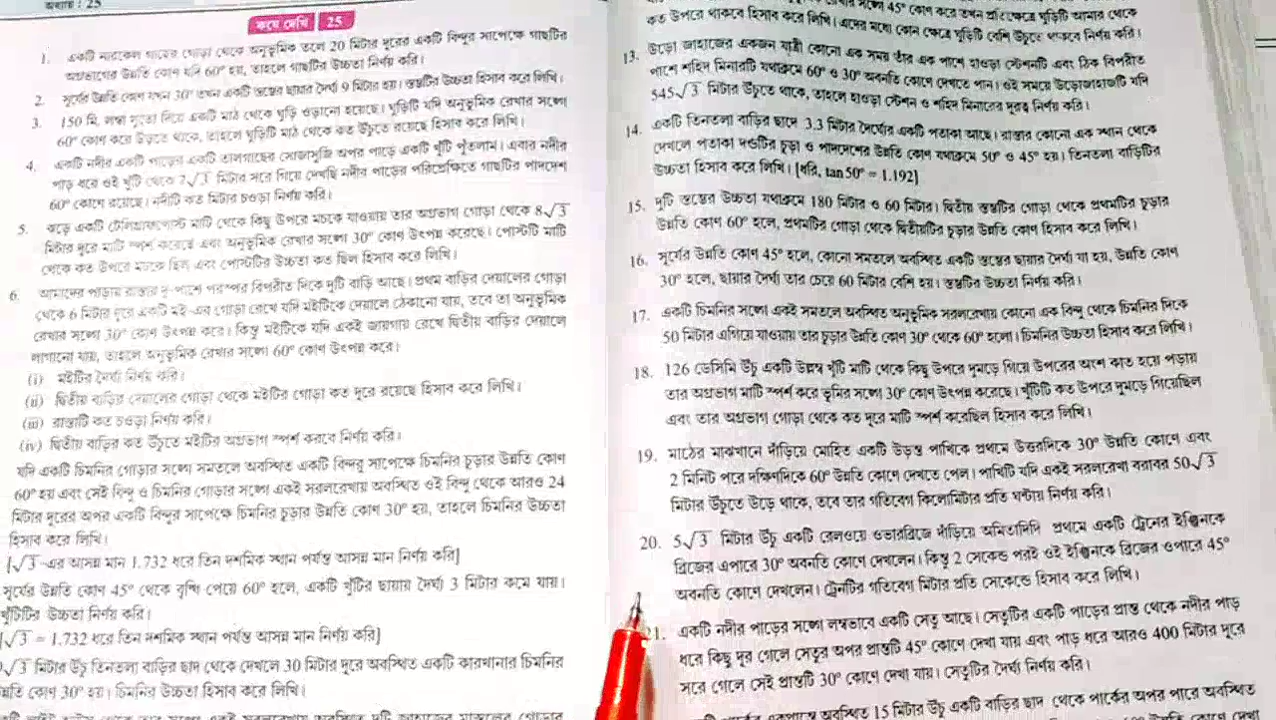 অধ্যায় : 25
কষে দেখি 25
1. একটি নারকেল গাছের গোড়া থেকে অনুভূমিক তলে 20 মিটার দূরের একটি বিন্দুর সাপেক্ষে গাছটির
অগ্রভাগের উন্নতি কোণ যদি 60° হয়, তাহলে গাছটির উচ্চতা নির্ণয় করি।
2. সূর্যের উন্নতি কোণ যখন 30° তখন একটি স্তম্ভের ছায়ার দৈর্ঘ্য 9 মিটার হয়। স্তম্ভটির উচ্চতা হিসাব করে লিখি।
3. 150 মি. লম্বা সুতো দিয়ে একটি মাঠ থেকে ঘুড়ি ওড়ানো হয়েছে। ঘুড়িটি যদি অনুভূমিক রেখার সঙ্গে
60° কোণ করে উড়তে থাকে, তাহলে ঘুড়িটি মাঠ থেকে কত উঁচুতে রয়েছে হিসাব করে লিখি।
4. একটি নদীর একটি পাড়ের একটি তালগাছের সোজাসুজি অপর পাড়ে একটি খুঁটি পুঁতলাম। এবার নদীর
পাড় ধরে ওই খুঁটি থেকে 7√3 মিটার সরে গিয়ে দেখছি নদীর পাড়ের পরিপ্রেক্ষিতে গাছটির পাদদেশ
60° কোণে রয়েছে। নদীটি কত মিটার চওড়া নির্ণয় করি।
5. ঝড়ে একটি টেলিগ্রাফপোস্ট মাটি থেকে কিছু উপরে মচকে যাওয়ায় তার অগ্রভাগ গোড়া থেকে 8√3
মিটার দূরে মাটি স্পর্শ করেছে এবং অনুভূমিক রেখার সঙ্গে 30° কোণ উৎপন্ন করেছে। পোস্টটি মাটি
থেকে কত উপরে মচকে ছিল এবং পোস্টটির উচ্চতা কত ছিল হিসাব করে লিখি।
6. আমাদের পাড়ায় রাস্তার দু-পাশে পরস্পর বিপরীত দিকে দুটি বাড়ি আছে। প্রথম বাড়ির দেয়ালের গোড়া
থেকে 6 মিটার দূরে একটি মই-এর গোড়া রেখে যদি মইটিকে দেয়ালে ঠেকানো যায়, তবে তা অনুভূমিক
রেখার সঙ্গে 30° কোণ উৎপন্ন করে। কিন্তু মইটিকে যদি একই জায়গায় রেখে দ্বিতীয় বাড়ির দেয়ালে
লাগানো যায়, তাহলে অনুভূমিক রেখার সঙ্গে 60° কোণ উৎপন্ন করে।
(i) মইটির দৈর্ঘ্য নির্ণয় করি।
(ii) দ্বিতীয় বাড়ির দেয়ালের গোড়া থেকে মইটির গোড়া কত দূরে রয়েছে হিসাব করে লিখি।
(iii) রাস্তাটি কত চওড়া নির্ণয় করি।
(iv) দ্বিতীয় বাড়ির কত উঁচুতে মইটির অগ্রভাগ স্পর্শ করবে নির্ণয় করি।
যদি একটি চিমনির গোড়ার সঙ্গে সমতলে অবস্থিত একটি বিন্দুর সাপেক্ষে চিমনির চূড়ার উন্নতি কোণ
60° হয় এবং সেই বিন্দু ও চিমনির গোড়ার সঙ্গে একই সরলরেখায় অবস্থিত ওই বিন্দু থেকে আরও 24
মিটার দূরের অপর একটি বিন্দুর সাপেক্ষে চিমনির চূড়ার উন্নতি কোণ 30° হয়, তাহলে চিমনির উচ্চতা
হিসাব করে লিখি।
[√3 -এর আসন্ন মান 1.732 ধরে তিন দশমিক স্থান পর্যন্ত আসন্ন মান নির্ণয় করি]
সূর্যের উন্নতি কোণ 45° থেকে বৃদ্ধি পেয়ে 60° হলে, একটি খুঁটির ছায়ার দৈর্ঘ্য 3 মিটার কমে যায়।
খুঁটিটির উচ্চতা নির্ণয় করি।
[√3 = 1.732 ধরে তিন দশমিক স্থান পর্যন্ত আসন্ন মান নির্ণয় করি]
√3 মিটার উঁচু তিনতলা বাড়ির ছাদ থেকে দেখলে 30 মিটার দূরে অবস্থিত একটি কারখানার চিমনির
উন্নতি কোণ 30° হয়। চিমনির উচ্চতা হিসাব করে লিখি।
45° কোণ করে
কত উপরে থাকবে হিসাব করে লিখি। এদের মধ্যে কোন ক্ষেত্রে ঘুড়িটি বেশি উঁচুতে থাকবে নির্ণয় করি।
13. উড়ো জাহাজের একজন যাত্রী কোনো এক সময় তাঁর এক পাশে হাওড়া স্টেশনটি এবং ঠিক বিপরীত
পাশে শহিদ মিনারটি যথাক্রমে 60° ও 30° অবনতি কোণে দেখতে পান। ওই সময়ে উড়োজাহাজটি যদি
545√3 মিটার উঁচুতে থাকে, তাহলে হাওড়া স্টেশন ও শহিদ মিনারের দূরত্ব নির্ণয় করি।
14. একটি তিনতলা বাড়ির ছাদে 3.3 মিটার দৈর্ঘ্যের একটি পতাকা আছে। রাস্তার কোনো এক স্থান থেকে
দেখলে পতাকা দণ্ডটির চূড়া ও পাদদেশের উন্নতি কোণ যথাক্রমে 50° ও 45° হয়। তিনতলা বাড়িটির
উচ্চতা হিসাব করে লিখি। [ধরি, tan50° = 1.192]
15. দুটি স্তম্ভের উচ্চতা যথাক্রমে 180 মিটার ও 60 মিটার। দ্বিতীয় স্তম্ভটির গোড়া থেকে প্রথমটির চূড়ার
উন্নতি কোণ 60° হলে, প্রথমটির গোড়া থেকে দ্বিতীয়টির চূড়ার উন্নতি কোণ হিসাব করে লিখি।
16. সূর্যের উন্নতি কোণ 45° হলে, কোনো সমতলে অবস্থিত একটি স্তম্ভের ছায়ার দৈর্ঘ্য যা হয়, উন্নতি কোণ
30° হলে, ছায়ার দৈর্ঘ্য তার চেয়ে 60 মিটার বেশি হয়। স্তম্ভটির উচ্চতা নির্ণয় করি।
17. একটি চিমনির সঙ্গে একই সমতলে অবস্থিত অনুভূমিক সরলরেখায় কোনো এক বিন্দু থেকে চিমনির দিকে
50 মিটার এগিয়ে যাওয়ায় তার চূড়ার উন্নতি কোণ 30° থেকে 60° হলো। চিমনির উচ্চতা হিসাব করে লিখি।
18. 126 ডেসিমি উঁচু একটি উল্লম্ব খুঁটি মাটি থেকে কিছু উপরে দুমড়ে গিয়ে উপরের অংশ কাত হয়ে পড়ায়
তার অগ্রভাগ মাটি স্পর্শ করে ভূমির সঙ্গে 30° কোণ উৎপন্ন করেছে। খুঁটিটি কত উপরে দুমড়ে গিয়েছিল
এবং তার অগ্রভাগ গোড়া থেকে কত দূরে মাটি স্পর্শ করেছিল হিসাব করে লিখি।
19. মাঠের মাঝখানে দাঁড়িয়ে মোহিত একটি উড়ন্ত পাখিকে প্রথমে উত্তরদিকে 30° উন্নতি কোণে এবং
2 মিনিট পরে দক্ষিণদিকে 60° উন্নতি কোণে দেখতে পেল। পাখিটি যদি একই সরলরেখা বরাবর 50√3
মিটার উঁচুতে উড়ে থাকে, তবে তার গতিবেগ কিলোমিটার প্রতি ঘণ্টায় নির্ণয় করি।
20. 5√3 মিটার উঁচু একটি রেলওয়ে ওভারব্রিজে দাঁড়িয়ে অমিতাদিদি প্রথমে একটি ট্রেনের ইঞ্জিনকে
ব্রিজের এপারে 30° অবনতি কোণে দেখলেন। কিন্তু 2 সেকেন্ড পরই ওই ইঞ্জিনকে ব্রিজের ওপারে 45°
অবনতি কোণে দেখলেন। ট্রেনটির গতিবেগ মিটার প্রতি সেকেন্ডে হিসাব করে লিখি।
21. একটি নদীর পাড়ের সঙ্গে লম্বভাবে একটি সেতু আছে। সেতুটির একটি পাড়ের প্রান্ত থেকে নদীর পাড়
ধরে কিছু দূর গেলে সেতুর অপর প্রান্তটি 45° কোণে দেখা যায় এবং পাড় ধরে আরও 400 মিটার দূরে
সরে গেলে সেই প্রান্তটি 30° কোণে দেখা যায়। সেতুটির দৈর্ঘ্য নির্ণয় করি।
15 মিটার উঁচু একটি বাড়ির ছাদ থেকে পার্কের অপর পারে অবস্থিত